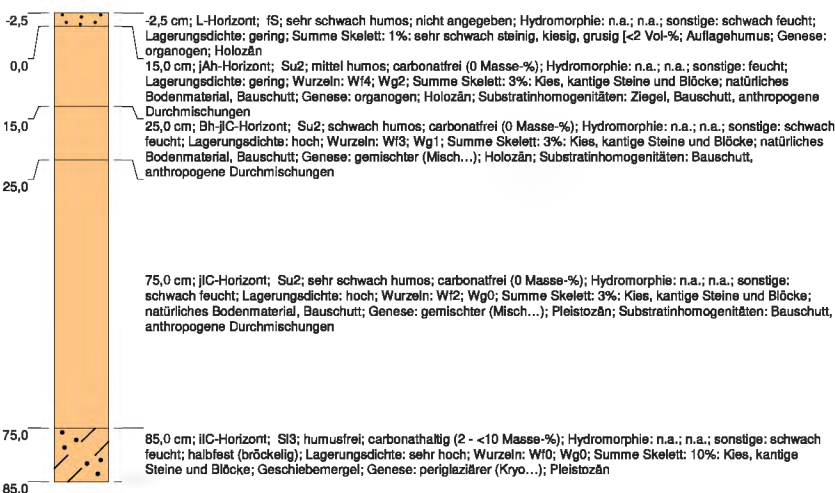 -2,5
-2,5 cm; L-Horizont; fS; sehr schwach humos; nicht angegeben; Hydromorphie: n.a.; n.a.; sonstige: schwach feucht;
Lagerungsdichte: gering; Summe Skelett: 1%: sehr schwach steinig, kiesig, grusig [<2 Vol-%; Auflagehumus; Genese:
organogen; Holozän
0,0
15,0 cm; jAh-Horizont; Su2; mittel humos; carbonatfrei (0 Masse-%); Hydromorphie: n.a.; n.a.; sonstige: feucht;
Lagerungsdichte: gering; Wurzeln: Wf4; Wg2; Summe Skelett: 3%: Kies, kantige Steine und Blöcke; natürliches
Bodenmaterial, Bauschutt; Genese: organogen; Holozän; Substratinhomogenitäten: Ziegel, Bauschutt, anthropogene
Durchmischungen
15,0
25,0 cm; Bh-jlC-Horizont; Su2; schwach humos; carbonatfrei (0 Masse-%); Hydromorphie: n.a.; n.a.; sonstige: schwach
feucht; Lagerungsdichte: hoch; Wurzeln: Wf3; Wg1; Summe Skelett: 3%: Kies, kantige Steine und Blöcke; natürliches
Bodenmaterial, Bauschutt; Genese: gemischter (Misch...); Holozän; Substratinhomogenitäten: Bauschutt,
anthropogene Durchmischungen
25,0
75,0 cm; jlC-Horizont; Su2; sehr schwach humos; carbonatfrei (0 Masse-%); Hydromorphie: n.a.; n.a.; sonstige:
schwach feucht; Lagerungsdichte: hoch; Wurzeln: Wf2; Wg0; Summe Skelett: 3%: Kies, kantige Steine und Blöcke;
natürliches Bodenmaterial, Bauschutt; Genese: gemischter (Misch...); Pleistozän; Substratinhomogenitäten: Bauschutt,
anthropogene Durchmischungen
75,0
85,0 cm; ilC-Horizont; Sl3; humusfrei; carbonathaltig (2 - <10 Masse-%); Hydromorphie: n.a.; n.a.; sonstige: schwach
feucht; halbfest (bröckelig); Lagerungsdichte: sehr hoch; Wurzeln: Wf0; Wg0; Summe Skelett: 10%: Kies, kantige
Steine und Blöcke; Geschiebemergel; Genese: periglaziärer (Kryo...); Pleistozän
85,0